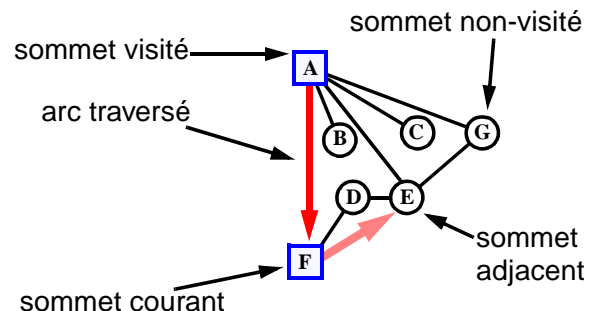 sommet non-visité
sommet visité
A
arc traversé
B
C
G
D
E
F
sommet
adjacent
sommet courant